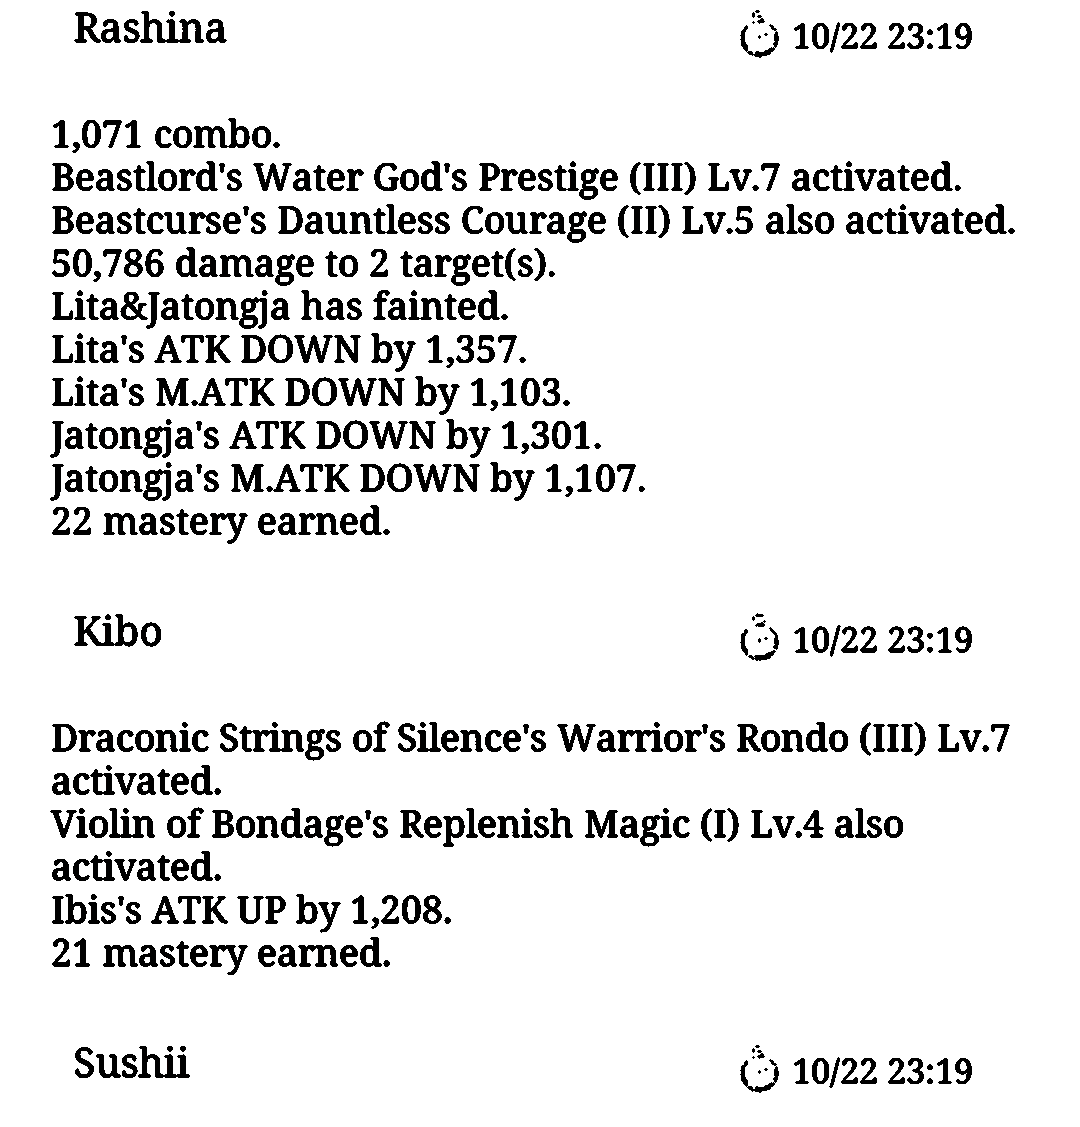 Rashina 10/22 23:19
1,071 combo.
Beastlord's Water God's Prestige (III) Lv.7 activated.
Beastcurse's Dauntless Courage (II) Lv.5 also activated.
50,786 damage to 2 target(s).
Lita&Jatongja has fainted.
Lita's ATK DOWN by 1,357.
Lita's M.ATK DOWN by 1,103.
Jatongja's ATK DOWN by 1,301.
Jatongja's M.ATK DOWN by 1,107.
22 mastery earned.
Kibo 10/22 23:19
Draconic Strings of Silence's Warrior's Rondo (III) Lv.7
activated.
Violin of Bondage's Replenish Magic (I) Lv.4 also
activated.
Ibis's ATK UP by 1,208.
21 mastery earned.
Sushii 10/22 23:19